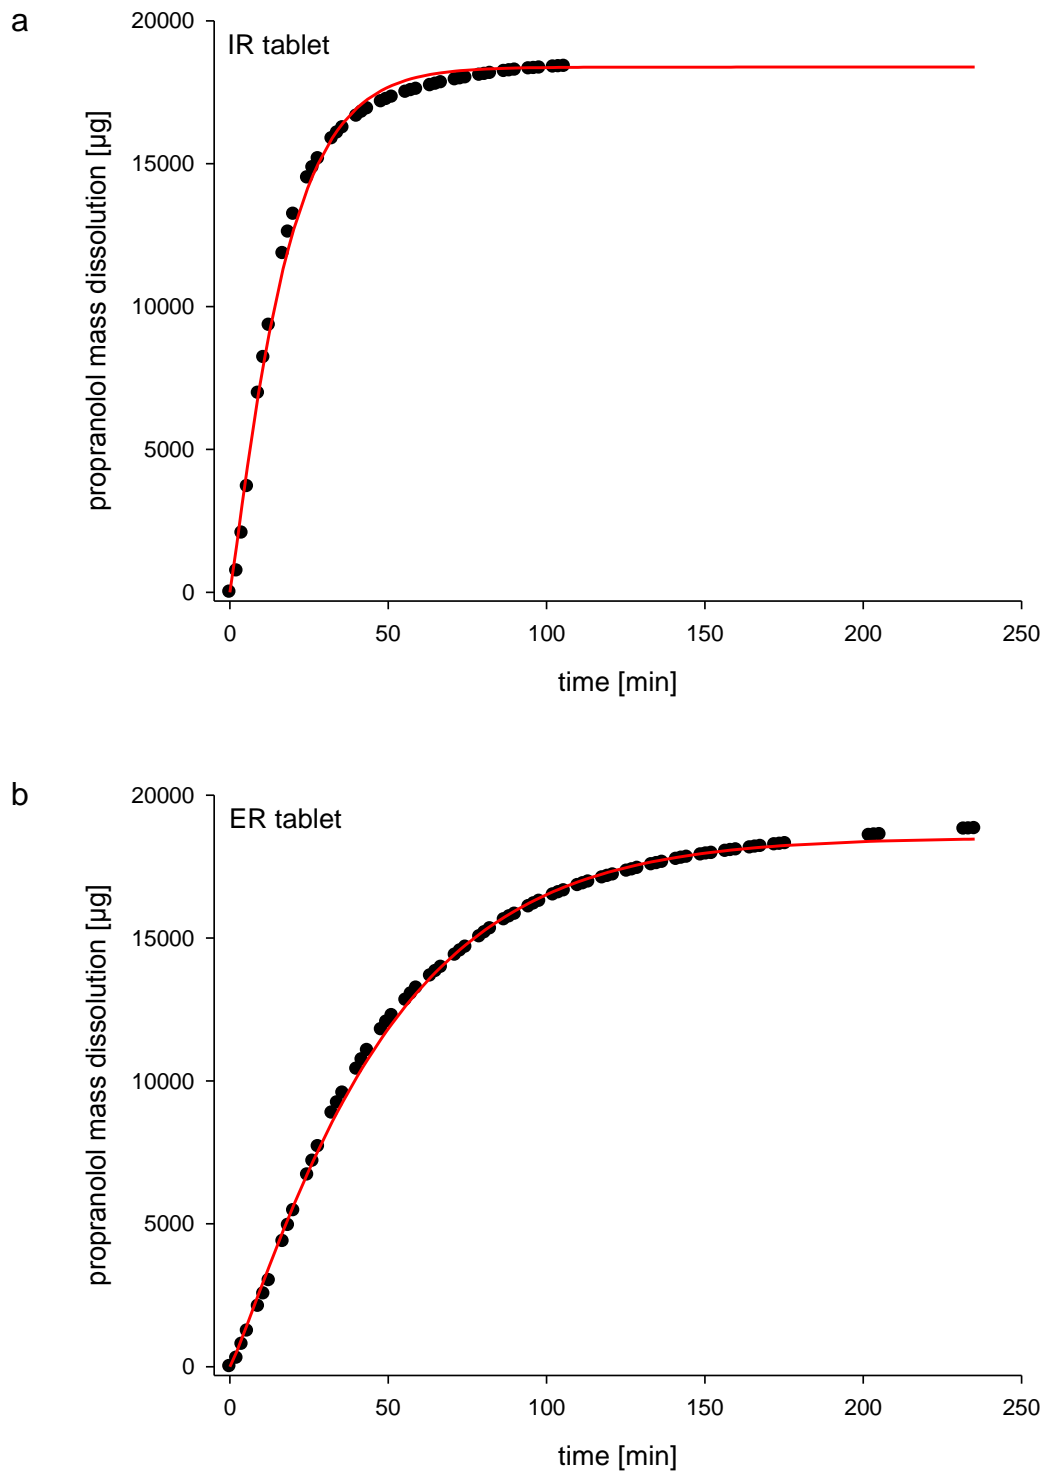 a
IR tablet
20000
15000
10000
5000
0
propranolol mass dissolution [µg]
0 50 100 150 200 250
time [min]
b
ER tablet
20000
15000
10000
5000
0
propranolol mass dissolution [µg]
0 50 100 150 200 250
time [min]